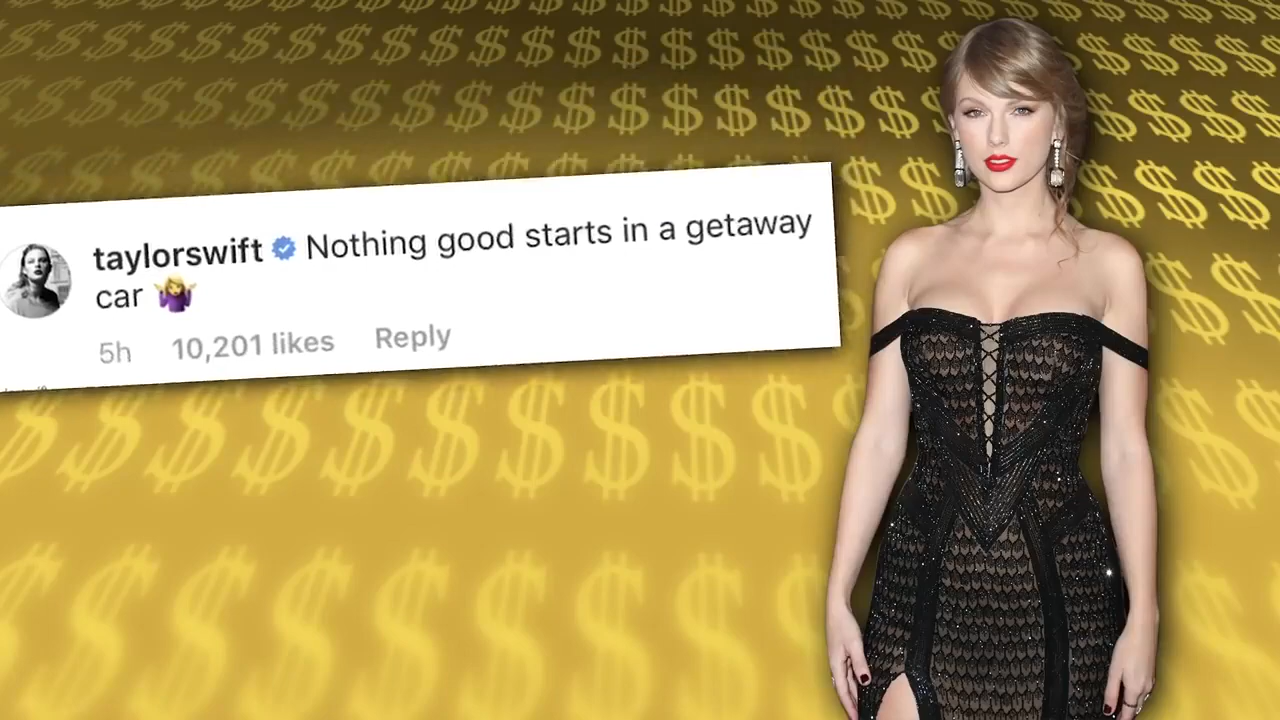 taylorswift Nothing good starts in a getaway
car 🤷‍♀️
5h 10,201 likes Reply